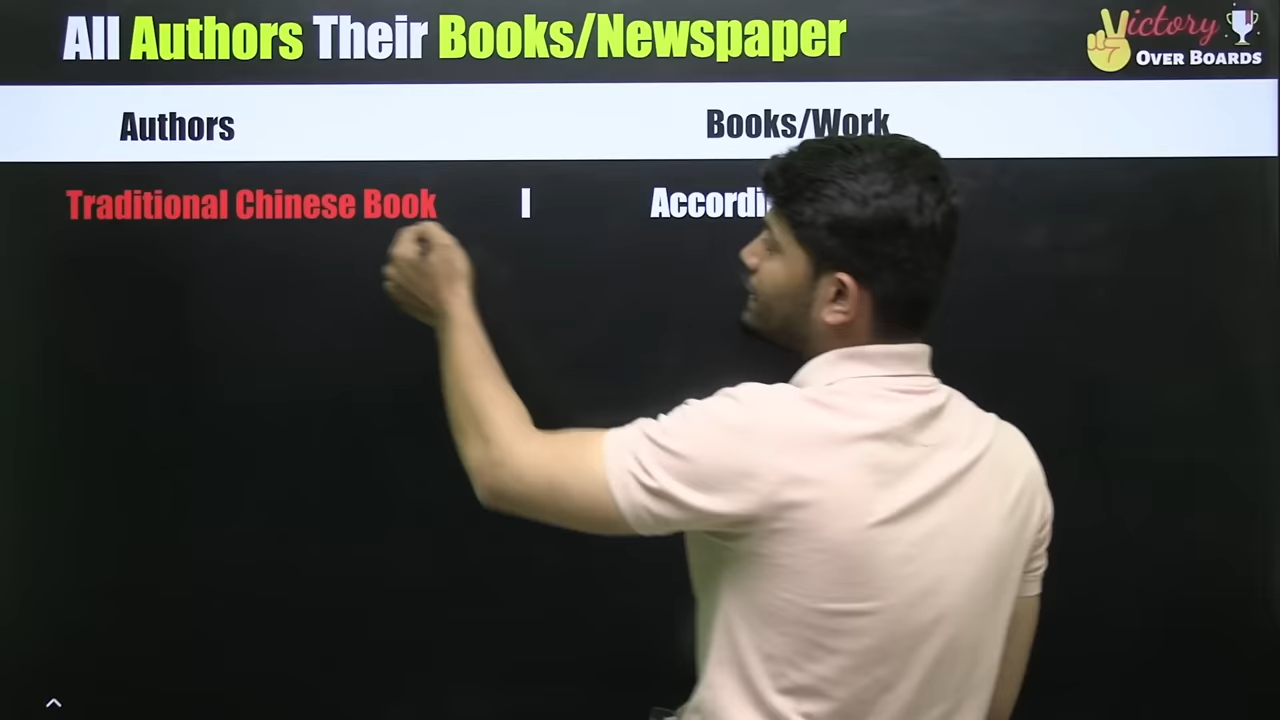 All Authors Their Books/Newspaper
Victory
Over Boards
Authors Books/Work
Traditional Chinese Book |